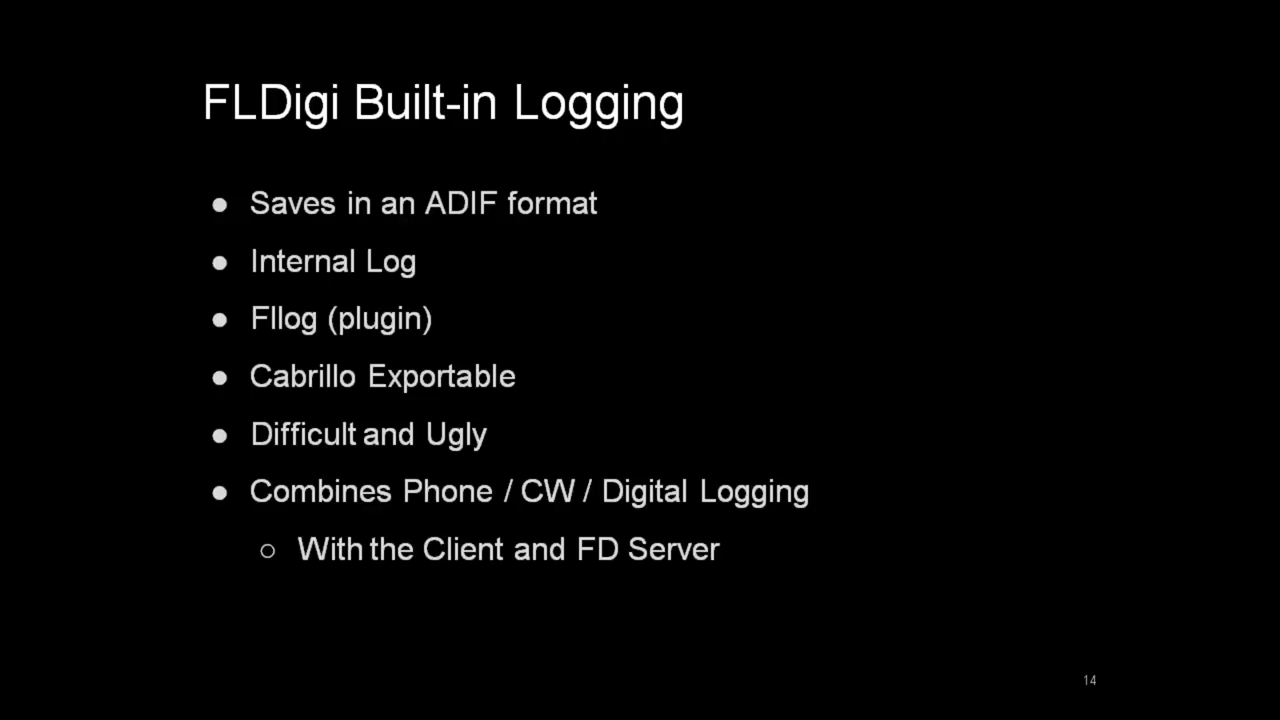 FLDigi Built-in Logging
● Saves in an ADIF format
● Internal Log
● Fllog (plugin)
● Cabrillo Exportable
● Difficult and Ugly
● Combines Phone / CW / Digital Logging
○ With the Client and FD Server
14